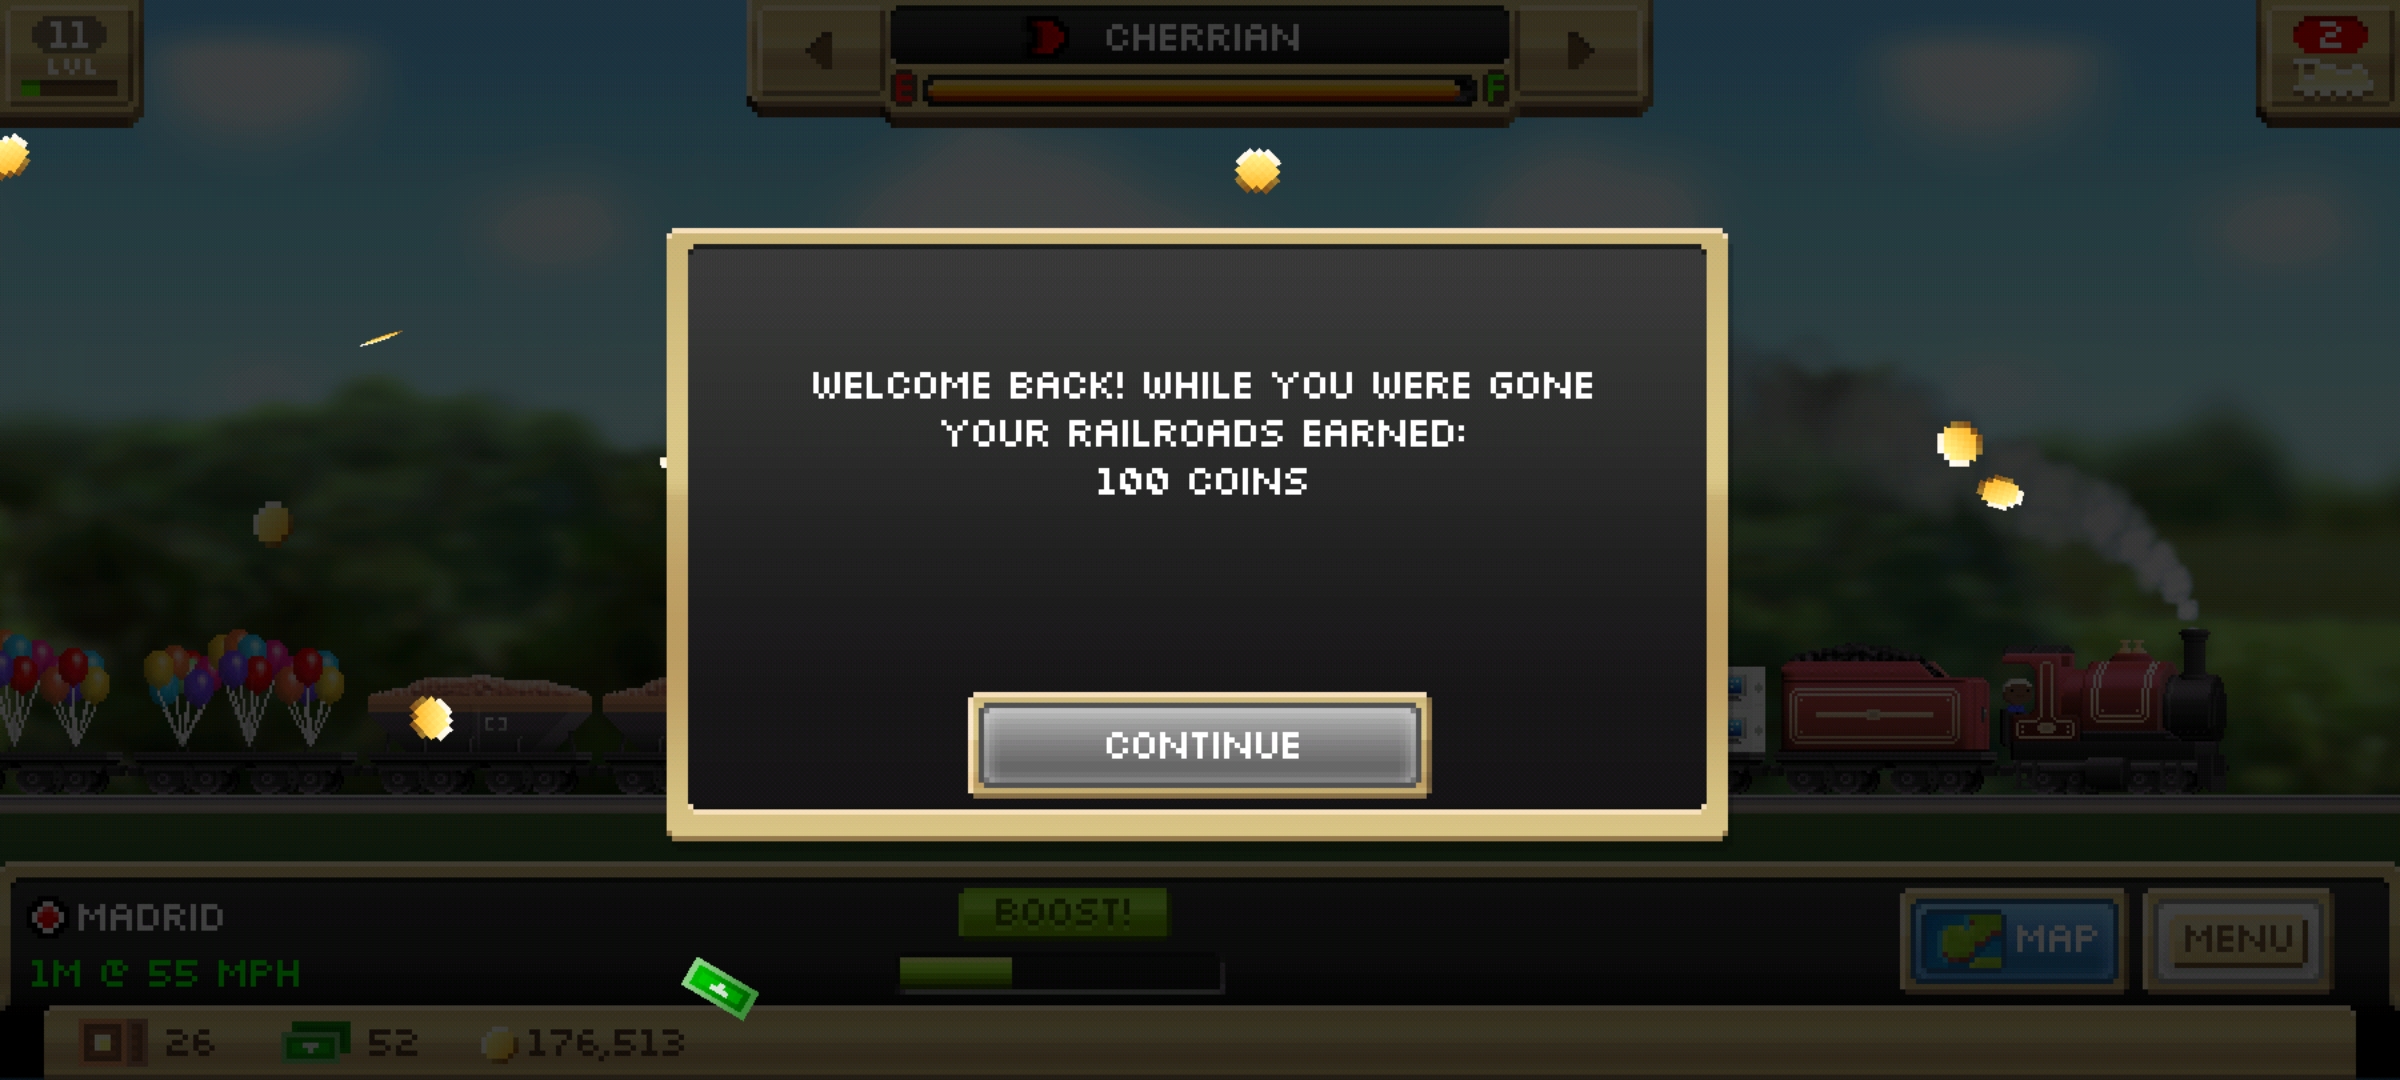 11
LVL
CHERRIAN
E F
2
WELCOME BACK! WHILE YOU WERE GONE
YOUR RAILROADS EARNED:
100 COINS
CONTINUE
MADRID
1M @ 55 MPH
BOOST!
MAP
MENU
26 52 176,513